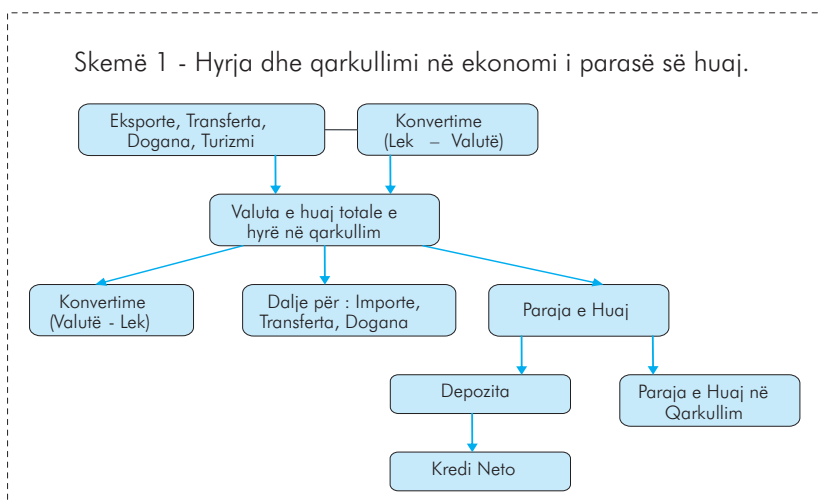 Skemë 1 - Hyrja dhe qarkullimi në ekonomi i parasë së huaj.
Eksporte, Transferta,
Dogana, Turizmi
Konvertime
(Lek – Valutë)
Valuta e huaj totale e
hyrë në qarkullim
Konvertime
(Valutë - Lek)
Dalje për : Importe,
Transferta, Dogana
Paraja e Huaj
Depozita
Paraja e Huaj në
Qarkullim
Kredi Neto